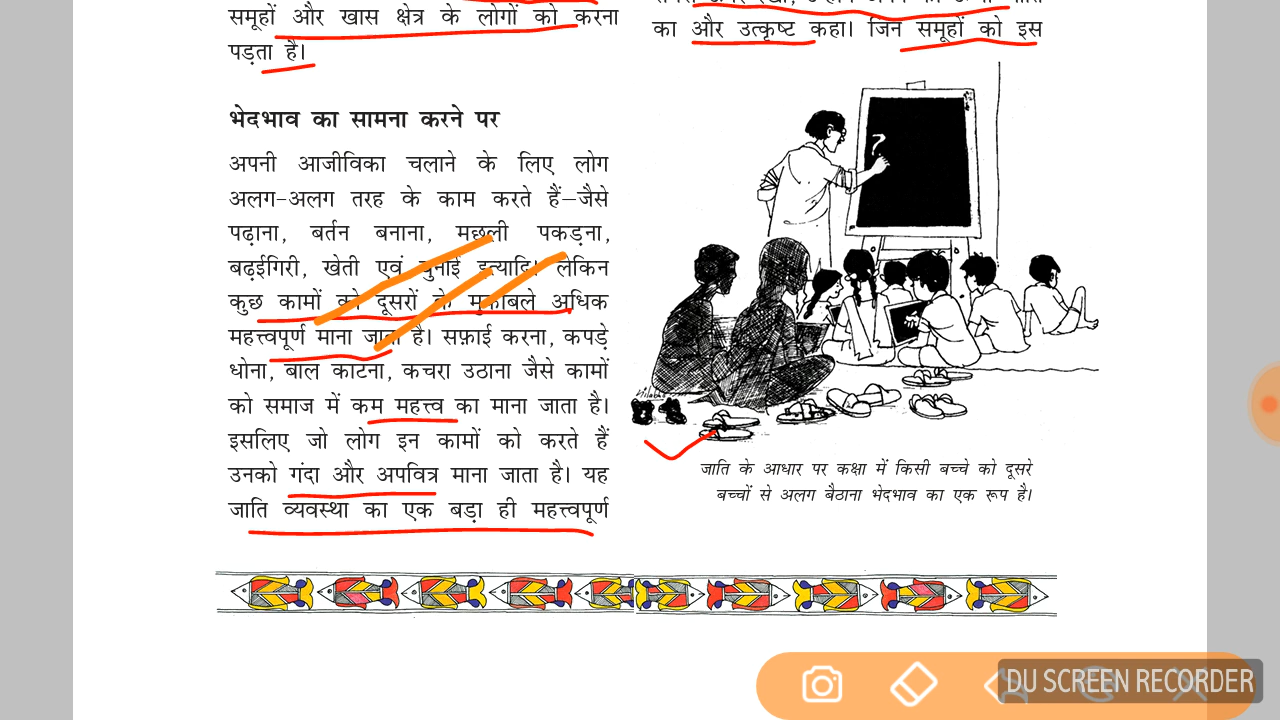 समूहों और खास क्षेत्र के लोगों को करना
पड़ता है।
भेदभाव का सामना करने पर
अपनी आजीविका चलाने के लिए लोग
अलग-अलग तरह के काम करते हैं—जैसे
पढ़ाना, बर्तन बनाना, मछली पकड़ना,
बढ़ईगिरी, खेती एवं बुनाई इत्यादि। लेकिन
कुछ कामों को दूसरों के मुकाबले अधिक
महत्त्वपूर्ण माना जाता है। सफ़ाई करना, कपड़े
धोना, बाल काटना, कचरा उठाना जैसे कामों
को समाज में कम महत्त्व का माना जाता है।
इसलिए जो लोग इन कामों को करते हैं
उनको गंदा और अपवित्र माना जाता है। यह
जाति व्यवस्था का एक बड़ा ही महत्त्वपूर्ण
का और उत्कृष्ट कहा। जिन समूहों को इस
?
जाति के आधार पर कक्षा में किसी बच्चे को दूसरे
बच्चों से अलग बैठाना भेदभाव का एक रूप है।
DU SCREEN RECORDER